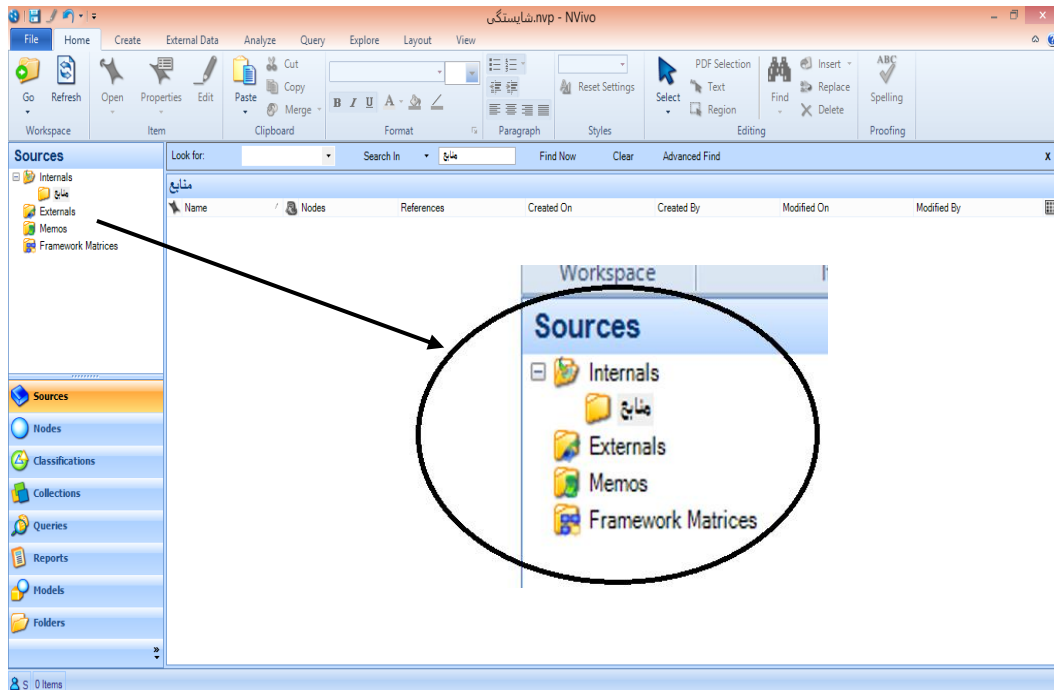 شایستگی.nvp - NVivo
File Home Create External Data Analyze Query Explore Layout View
Go Refresh Open Properties Edit Paste Cut Copy Merge
B I U A
Reset Settings
Select PDF Selection Text Region Find Insert Replace Delete
ABC Spelling
Workspace Item Clipboard Format Paragraph Styles Editing Proofing
Sources
Look for: Search In منابع Find Now Clear Advanced Find X
Internals
منابع
Externals
Memos
Framework Matrices
منابع
Name Nodes References Created On Created By Modified On Modified By
Workspace
Sources
Internals
منابع
Externals
Memos
Framework Matrices
Sources
Nodes
Classifications
Collections
Queries
Reports
Models
Folders
S 0 Items